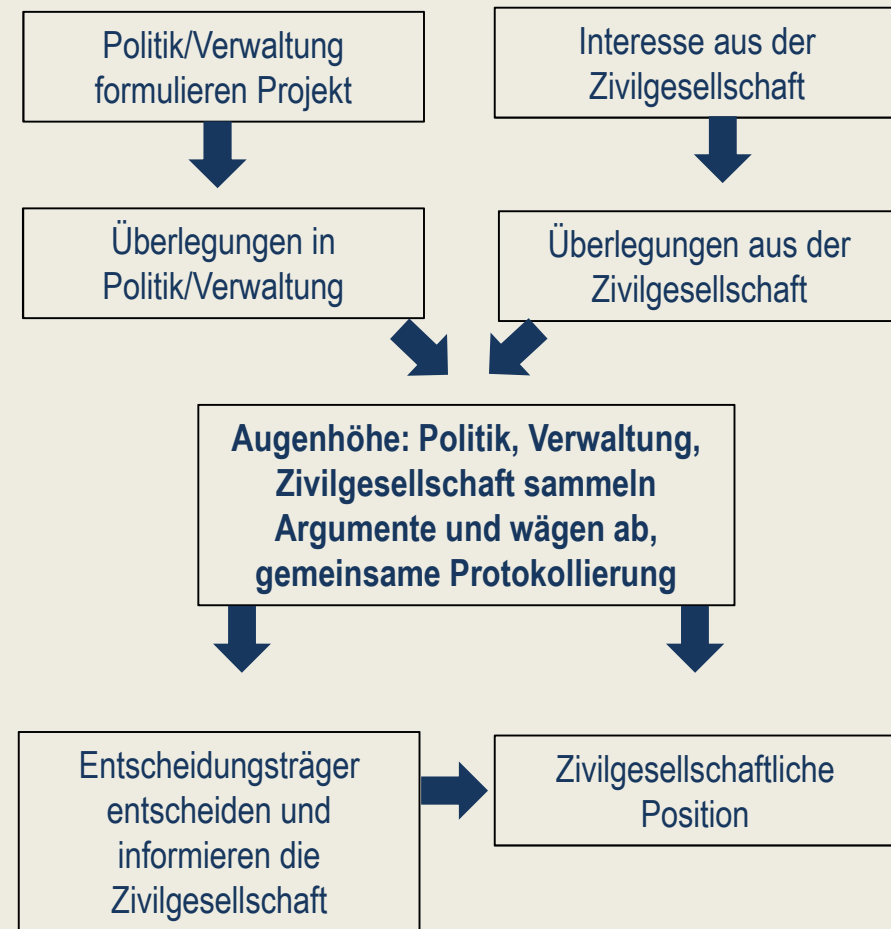 Politik/Verwaltung
formulieren Projekt
Interesse aus der
Zivilgesellschaft
Überlegungen in
Politik/Verwaltung
Überlegungen aus der
Zivilgesellschaft
Augenhöhe: Politik, Verwaltung,
Zivilgesellschaft sammeln
Argumente und wägen ab,
gemeinsame Protokollierung
Entscheidungsträger
entscheiden und
informieren die
Zivilgesellschaft
Zivilgesellschaftliche
Position